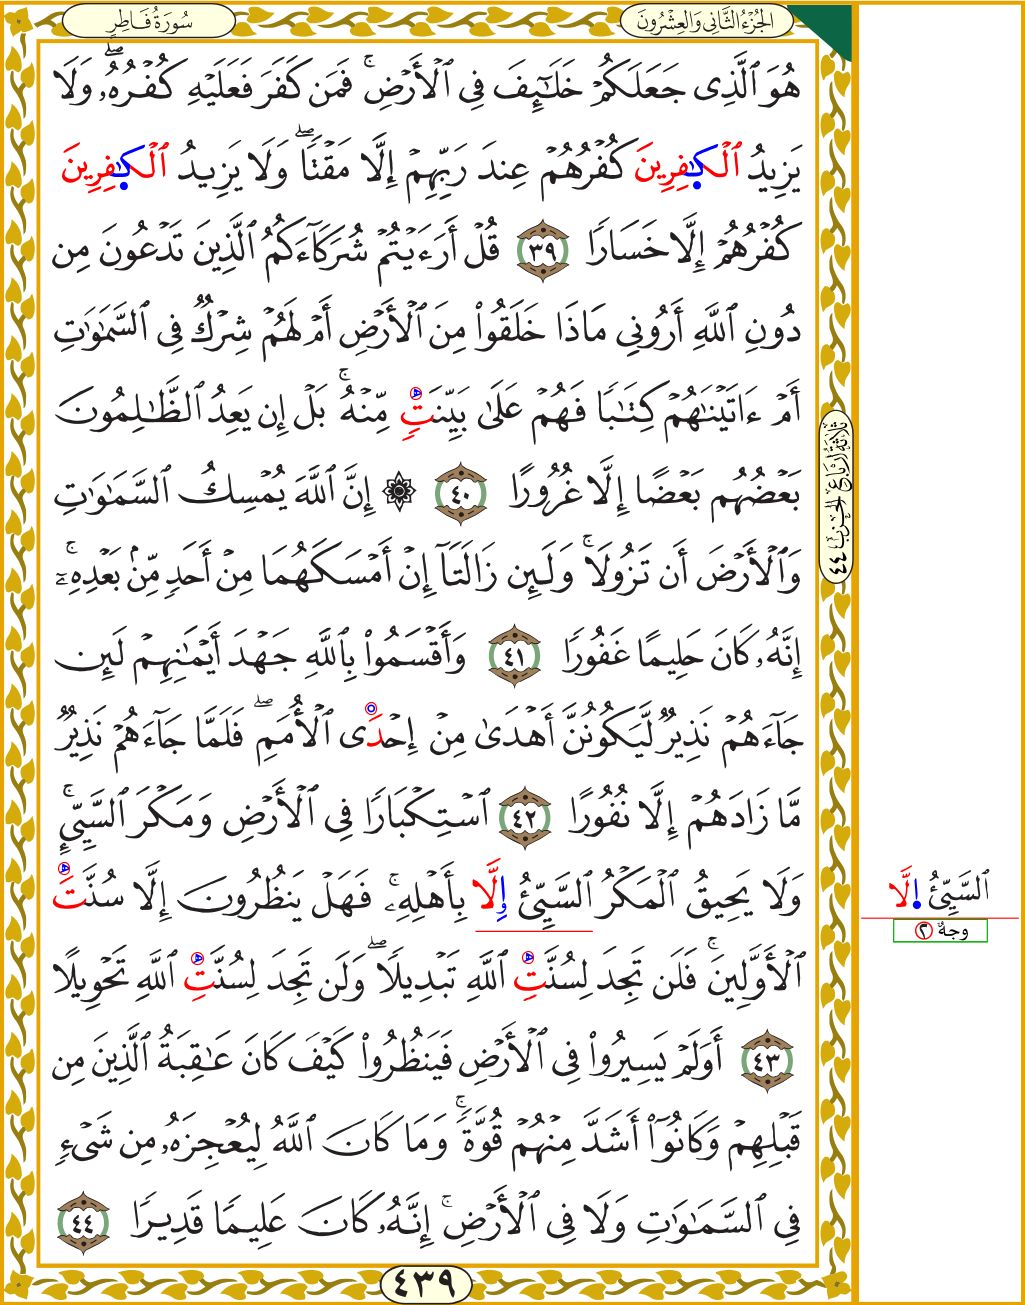 سُورَةُ فَاطِرٍ
الجُزْءُ الثَّانِي وَالعِشْرُونَ
هُوَ ٱلَّذِى جَعَلَكُمْ خَلَـٰٓئِفَ فِى ٱلْأَرْضِ ۚ فَمَن كَفَرَ فَعَلَيْهِ كُفْرُهُۥ ۖ وَلَا
يَزِيدُ ٱلْكَـٰفِرِينَ كُفْرُهُمْ عِندَ رَبِّهِمْ إِلَّا مَقْتًا ۖ وَلَا يَزِيدُ ٱلْكَـٰفِرِينَ
كُفْرُهُمْ إِلَّا خَسَارًا ٣٩ قُلْ أَرَءَيْتُمْ شُرَكَآءَكُمُ ٱلَّذِينَ تَدْعُونَ مِن
دُونِ ٱللَّهِ أَرُونِى مَاذَا خَلَقُوا۟ مِنَ ٱلْأَرْضِ أَمْ لَهُمْ شِرْكٌ فِى ٱلسَّمَـٰوَٰتِ
أَمْ ءَاتَيْنَـٰهُمْ كِتَـٰبًا فَهُمْ عَلَىٰ بَيِّنَتٍ مِّنْهُ ۚ بَلْ إِن يَعِدُ ٱلظَّـٰلِمُونَ
بَعْضُهُم بَعْضًا إِلَّا غُرُورًا ٤٠ ۞ إِنَّ ٱللَّهَ يُمْسِكُ ٱلسَّمَـٰوَٰتِ
وَٱلْأَرْضَ أَن تَزُولَا ۚ وَلَئِن زَالَتَآ إِنْ أَمْسَكَهُمَا مِنْ أَحَدٍ مِّنۢ بَعْدِهِۦٓ ۚ
إِنَّهُۥ كَانَ حَلِيمًا غَفُورًا ٤١ وَأَقْسَمُوا۟ بِٱللَّهِ جَهْدَ أَيْمَـٰنِهِمْ لَئِن
جَآءَهُمْ نَذِيرٌ لَّيَكُونُنَّ أَهْدَىٰ مِنْ إِحْدَى ٱلْأُمَمِ ۖ فَلَمَّا جَآءَهُمْ نَذِيرٌ
مَّا زَادَهُمْ إِلَّا نُفُورًا ٤٢ ٱسْتِكْبَارًا فِى ٱلْأَرْضِ وَمَكْرَ ٱلسَّيِّئِ ۚ
وَلَا يَحِيقُ ٱلْمَكْرُ ٱلسَّيِّئُ إِلَّا بِأَهْلِهِۦ ۚ فَهَلْ يَنظُرُونَ إِلَّا سُنَّتَ
ٱلْأَوَّلِينَ ۚ فَلَن تَجِدَ لِسُنَّتِ ٱللَّهِ تَبْدِيلًا ۖ وَلَن تَجِدَ لِسُنَّتِ ٱللَّهِ تَحْوِيلًا
٤٣ أَوَلَمْ يَسِيرُوا۟ فِى ٱلْأَرْضِ فَيَنظُرُوا۟ كَيْفَ كَانَ عَـٰقِبَةُ ٱلَّذِينَ مِن
قَبْلِهِمْ وَكَانُوٓا۟ أَشَدَّ مِنْهُمْ قُوَّةً ۚ وَمَا كَانَ ٱللَّهُ لِيُعْجِزَهُۥ مِن شَىْءٍ
فِى ٱلسَّمَـٰوَٰتِ وَلَا فِى ٱلْأَرْضِ ۚ إِنَّهُۥ كَانَ عَلِيمًا قَدِيرًا ٤٤
ثَلَاثَةُ أَرْبَاعِ الحِزْبِ ٤٤
ٱلسَّيِّئُ إِلَّا
وجهٌ ٢
٤٣٩